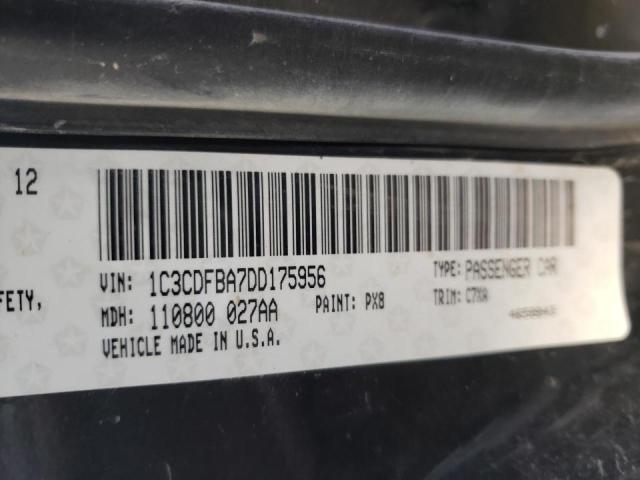 12
FETY,
VIN: 1C3CDFBA7DD175956
TYPE: PASSENGER CAR
MDH: 110800 027AA
PAINT: PX8
TRIM: C7XA
VEHICLE MADE IN U.S.A.